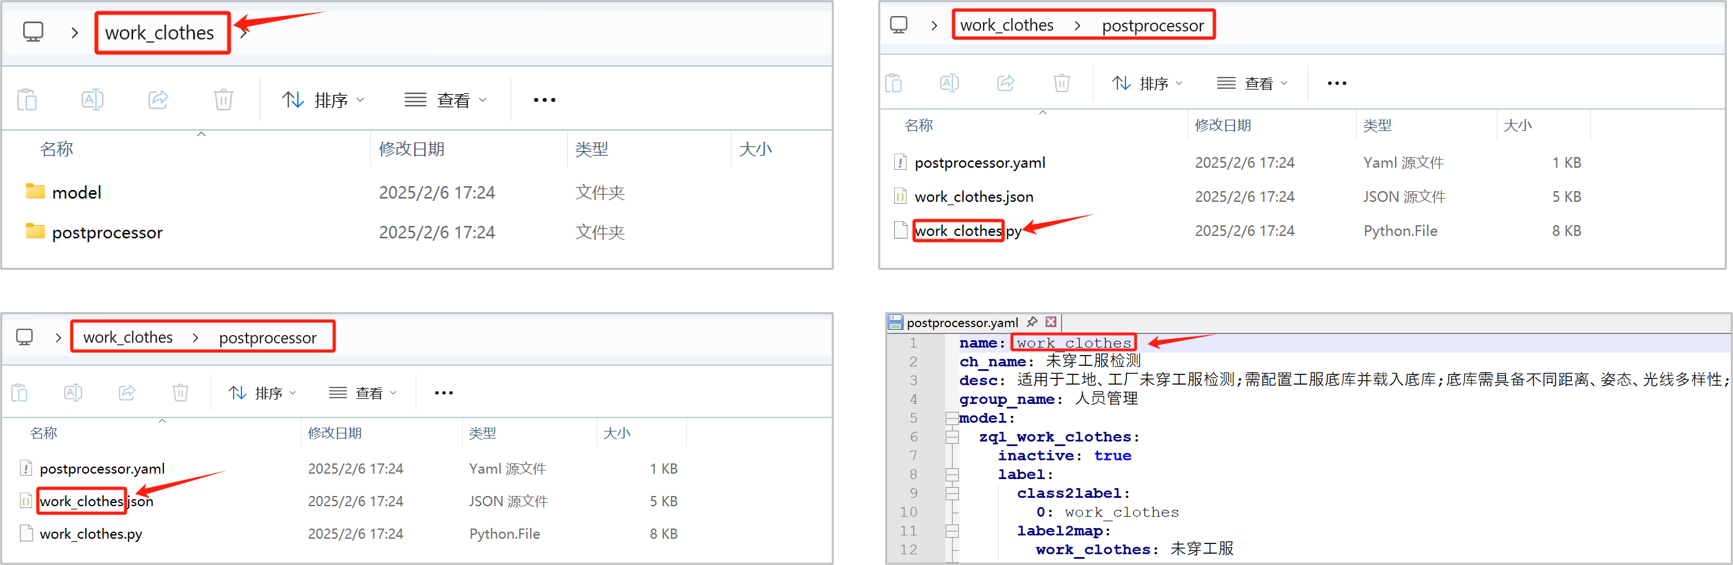 work_clothes
排序
查看
名称
修改日期
类型
大小
model
2025/2/6 17:24
文件夹
postprocessor
2025/2/6 17:24
文件夹
work_clothes
postprocessor
排序
查看
名称
修改日期
类型
大小
postprocessor.yaml
2025/2/6 17:24
Yaml 源文件
1 KB
work_clothes.json
2025/2/6 17:24
JSON 源文件
5 KB
work_clothes.py
2025/2/6 17:24
Python.File
8 KB
work_clothes
postprocessor
排序
查看
名称
修改日期
类型
大小
postprocessor.yaml
2025/2/6 17:24
Yaml 源文件
1 KB
work_clothes.json
2025/2/6 17:24
JSON 源文件
5 KB
work_clothes.py
2025/2/6 17:24
Python.File
8 KB
postprocessor.yaml
1 name: work_clothes
2 ch_name: 未穿工服检测
3 desc: 适用于工地、工厂未穿工服检测;需配置工服底库并载入底库;底库需具备不同距离、姿态、光线多样性;
4 group_name: 人员管理
5 model:
6 zql_work_clothes:
7 inactive: true
8 label:
9 class2label:
10 0: work_clothes
11 label2map:
12 work_clothes: 未穿工服